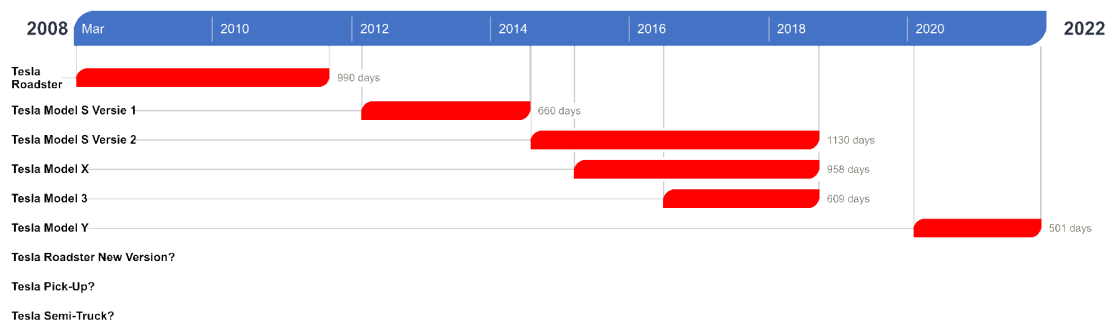 2008 Mar 2010 2012 2014 2016 2018 2020 2022
Tesla
Roadster
990 days
Tesla Model S Versie 1
660 days
Tesla Model S Versie 2
1130 days
Tesla Model X
958 days
Tesla Model 3
609 days
Tesla Model Y
501 days
Tesla Roadster New Version?
Tesla Pick-Up?
Tesla Semi-Truck?